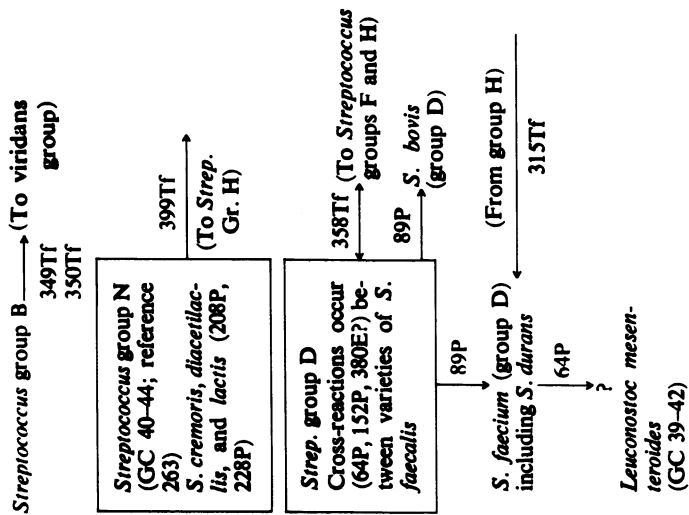 Streptococcus group B (To viridans
group)
349Tf
350Tf
Streptococcus group N
(GC 40–44; reference
263)
S. cremoris, diacetilac-
lis, and lactis (208P,
228P)
399Tf
(To Strep.
Gr. H)
Strep. group D
Cross-reactions occur
(64P, 152P, 380E?) be-
tween varieties of S.
faecalis
358Tf (To Streptococcus
groups F and H)
89P S. bovis
(group D)
89P
(From group H)
315Tf
S. faecium (group D)
including S. durans
64P
?
Leuconostoc mesen-
teroides
(GC 39–42)